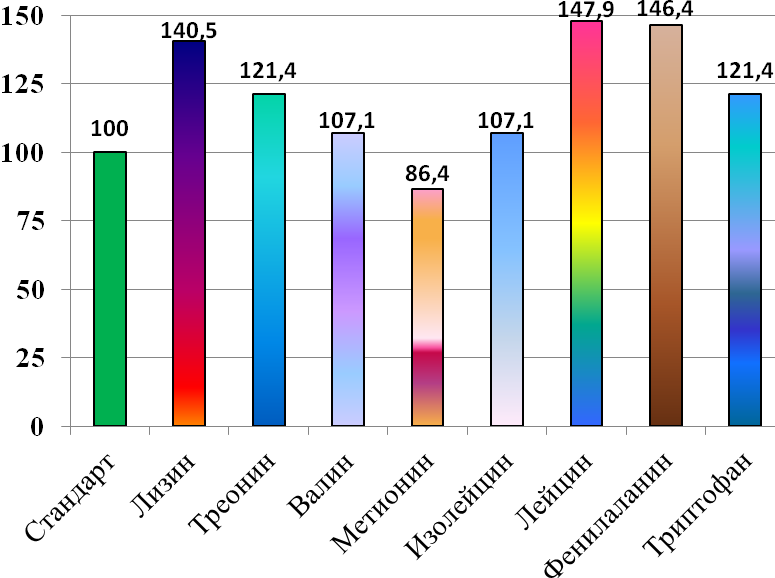 150
125
100
75
50
25
0
100
140,5
121,4
107,1
86,4
107,1
147,9
146,4
121,4
Стандарт
Лизин
Треонин
Валин
Метионин
Изолейцин
Лейцин
Фенилаланин
Триптофан